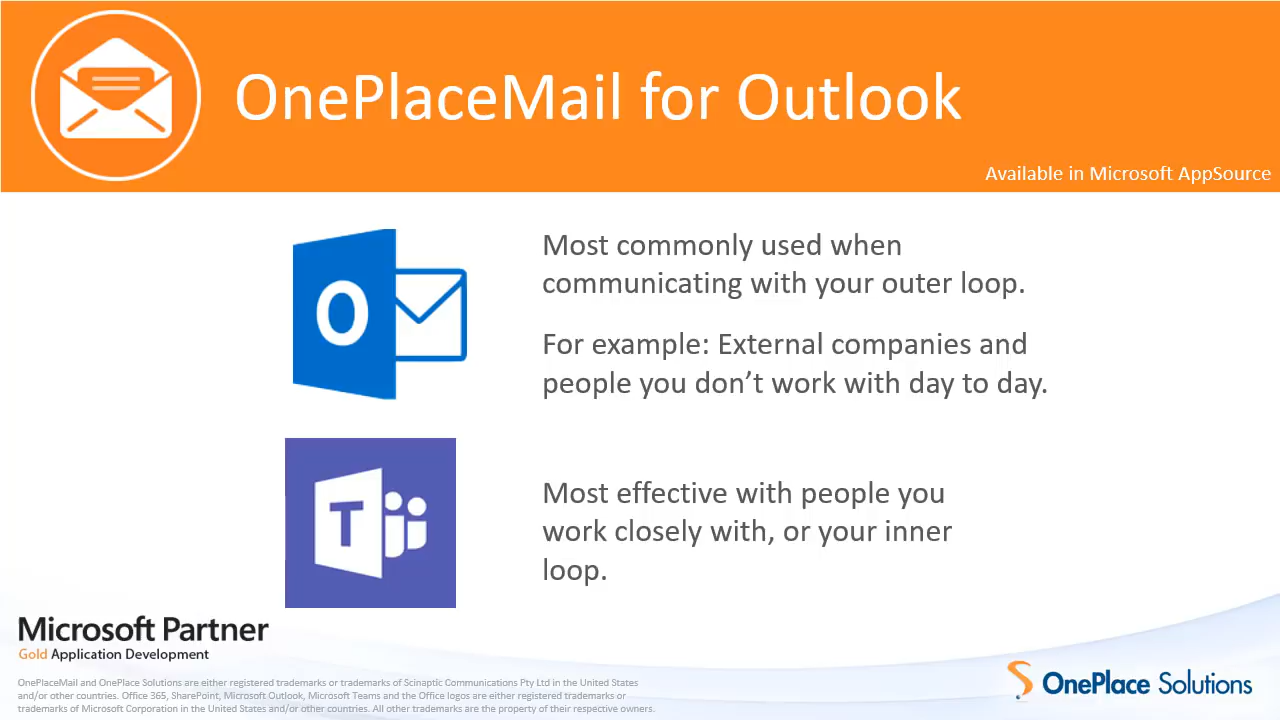 OnePlaceMail for Outlook
Available in Microsoft AppSource
O
Most commonly used when
communicating with your outer loop.
For example: External companies and
people you don’t work with day to day.
T
Most effective with people you
work closely with, or your inner
loop.
Microsoft Partner
Gold Application Development
OnePlaceMail and OnePlace Solutions are either registered trademarks or trademarks of Scinaptic Communications Pty Ltd in the United States
and/or other countries. Office 365, SharePoint, Microsoft Outlook, Microsoft Teams and the Office logos are either registered trademarks or
trademarks of Microsoft Corporation in the United States and/or other countries. All other trademarks are the property of their respective owners.
OnePlace Solutions